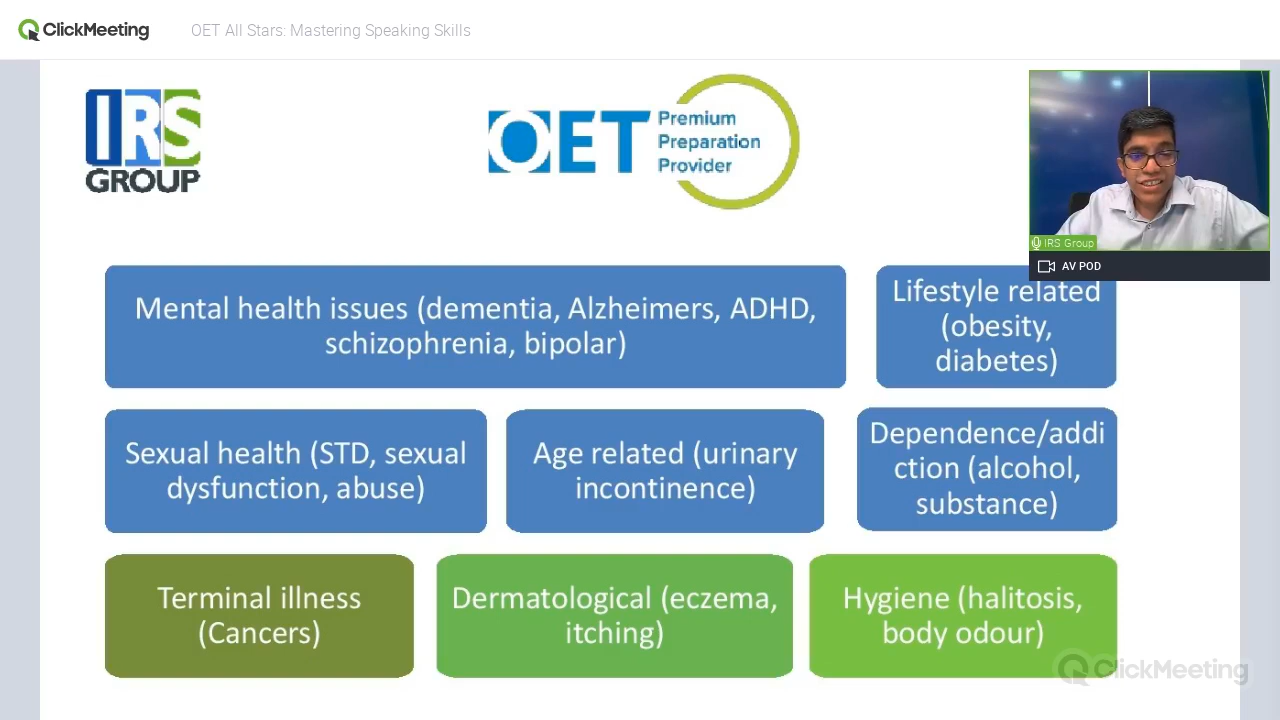 ClickMeeting
OET All Stars: Mastering Speaking Skills
IRS
GROUP
OET
Premium
Preparation
Provider
IRS Group
AV POD
Mental health issues (dementia, Alzheimers, ADHD,
schizophrenia, bipolar)
Lifestyle related
(obesity,
diabetes)
Sexual health (STD, sexual
dysfunction, abuse)
Age related (urinary
incontinence)
Dependence/addi
ction (alcohol,
substance)
Terminal illness
(Cancers)
Dermatological (eczema,
itching)
Hygiene (halitosis,
body odour)
ClickMeeting